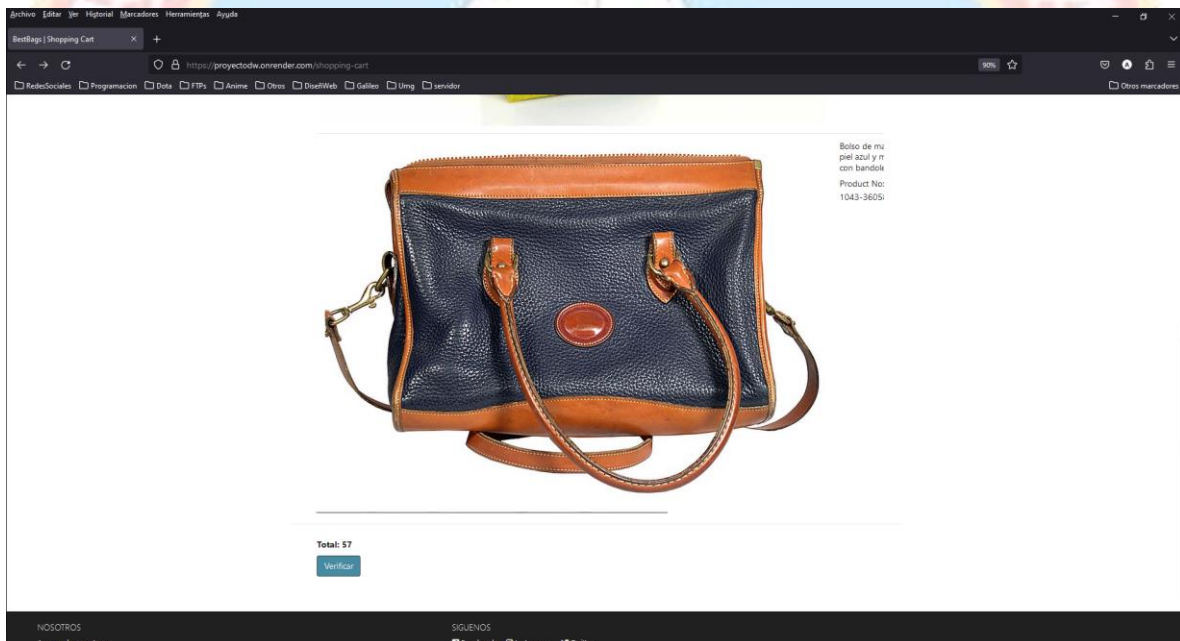 Archivo Editar Ver Historial Marcadores Herramientas Ayuda
BestBags | Shopping Cart
https://proyectodw.onrender.com/shopping-cart
90%
RedesSociales Programacion Dota FTPs Anime Otros DiseñWeb Galileo Umg servidor Otros marcadores
Bolso de ma
piel azul y m
con bandole
Product No:
1043-3605
Total: 57
Verificar
NOSOTROS SIGUENOS